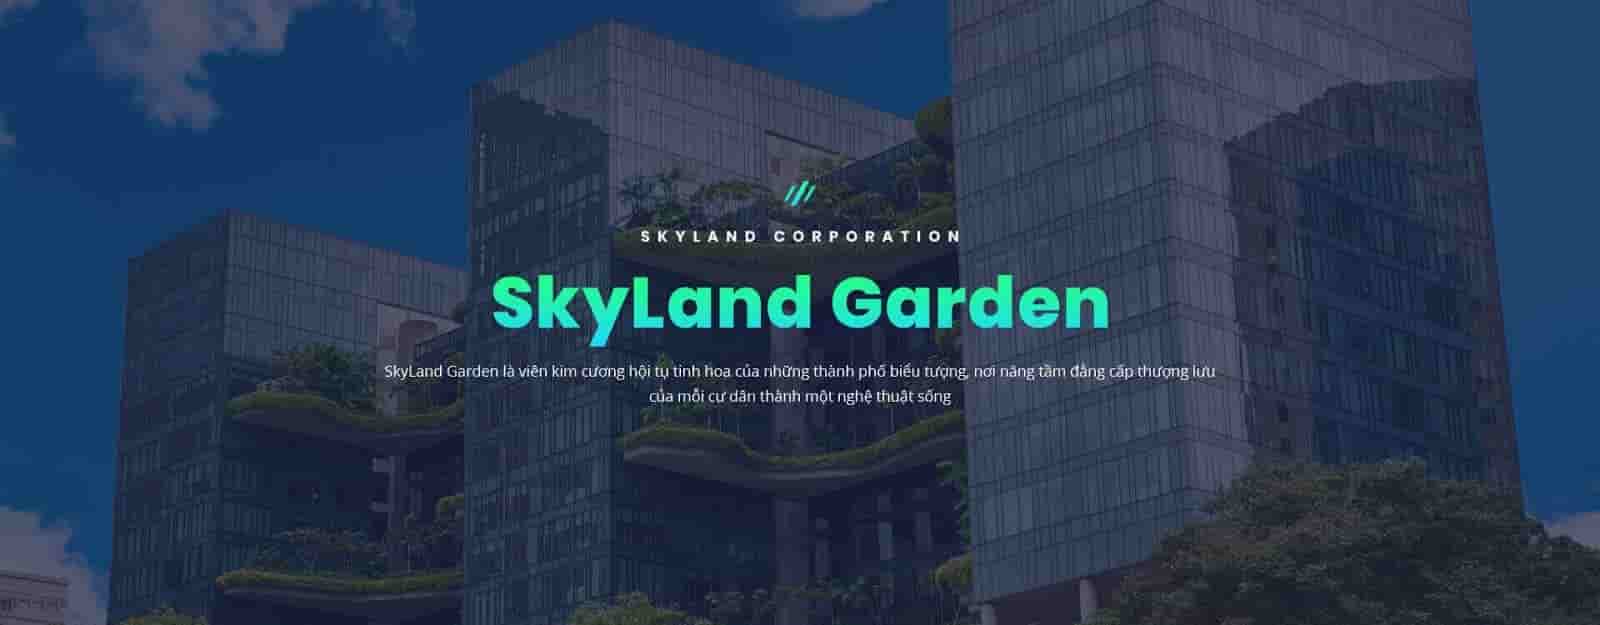 SKYLAND CORPORATION
SkyLand Garden
SkyLand Garden là viên kim cương hội tụ tinh hoa của những thành phố biểu tượng, nơi nâng tầm đẳng cấp thượng lưu
của mỗi cư dân thành một nghệ thuật sống